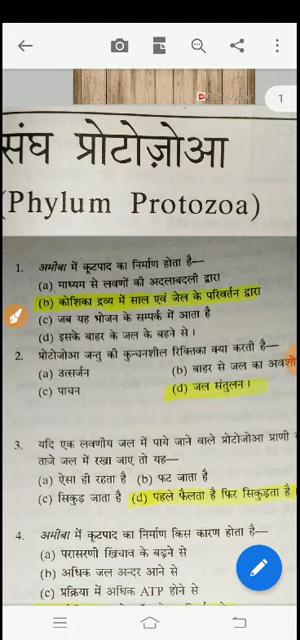 1
संघ प्रोटोज़ोआ
(Phylum Protozoa)
1. अमीबा में कूटपाद का निर्माण होता है—
(a) माध्यम से लवणों की अदलाबदली द्वारा
(b) कोशिका द्रव्य में साल एवं जेल के परिवर्तन द्वारा
(c) जब यह भोजन के सम्पर्क में आता है
(d) इसके बाहर के जल के बहने से।
2. प्रोटोजोआ जन्तु की कुन्चनशील रिक्तिका क्या करती है—
(a) उत्सर्जन (b) बाहर से जल का
(c) पाचन (d) जल संतुलन।
3. यदि एक लवणीय जल में पाये जाने वाले प्रोटोजोआ प्राणी
ताजे जल में रखा जाए तो यह—
(a) ऐसा ही रहता है (b) फट जाता है
(c) सिकुड़ जाता है (d) पहले फैलता है फिर सिकुड़ता है
4. अमीबा में कूटपाद का निर्माण किस कारण होता है—
(a) परासरणी खिंचाव के बढ़ने से
(b) अधिक जल अन्दर आने से
(c) प्रक्रिया में अधिक ATP होने से